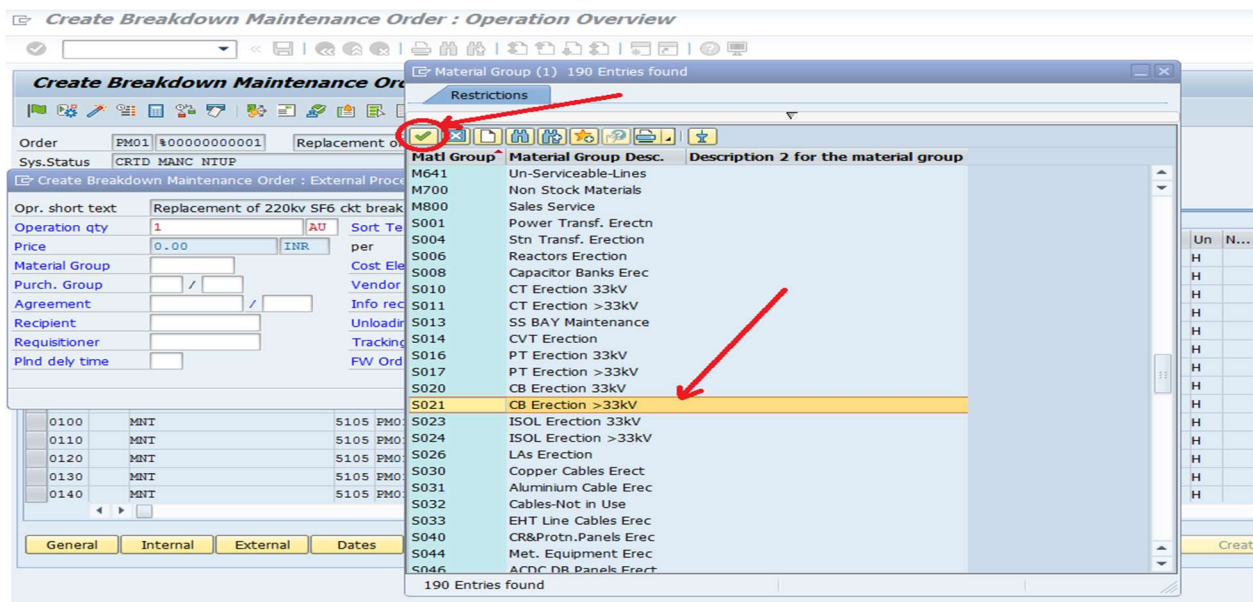 Create Breakdown Maintenance Order : Operation Overview
Create Breakdown Maintenance Ord
Material Group (1) 190 Entries found
Restrictions
Order PM01 %00000000001 Replacement o
Sys.Status CRTD MANC NTUP
Create Breakdown Maintenance Order : External Proce
Opr. short text Replacement of 220kv SF6 ckt break
Operation qty 1 AU Sort Te
Price 0.00 INR per
Material Group Cost Ele
Purch. Group / Vendor
Agreement / Info rec
Recipient Unloadin
Requisitioner Tracking
Plnd dely time FW Ord
Matl Group Material Group Desc. Description 2 for the material group
M641 Un-Serviceable-Lines
M700 Non Stock Materials
M800 Sales Service
S001 Power Transf. Erectn
S004 Stn Transf. Erection
S006 Reactors Erection
S008 Capacitor Banks Erec
S010 CT Erection 33kV
S011 CT Erection >33kV
S013 SS BAY Maintenance
S014 CVT Erection
S016 PT Erection 33kV
S017 PT Erection >33kV
S020 CB Erection 33kV
S021 CB Erection >33kV
S023 ISOL Erection 33kV
S024 ISOL Erection >33kV
S026 LAs Erection
S030 Copper Cables Erect
S031 Aluminium Cable Erec
S032 Cables-Not in Use
S033 EHT Line Cables Erec
S040 CR&Protn.Panels Erec
S044 Met. Equipment Erec
S046 ACDC DB Panels Erect
190 Entries found
Un N...
H
H
H
H
H
H
H
H
H
H
H
H
H
H
0100 MNT 5105 PM01
0110 MNT 5105 PM01
0120 MNT 5105 PM01
0130 MNT 5105 PM01
0140 MNT 5105 PM01
General Internal External Dates
Creat